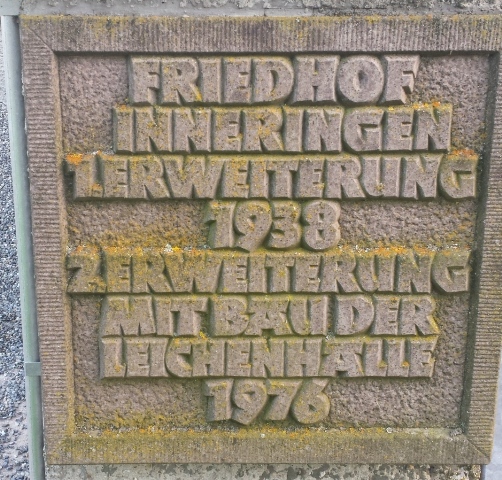 FRIEDHOF
INNERINGEN
1. ERWEITERUNG
1938
2. ERWEITERUNG
MIT BAU DER
LEICHENHALLE
1976